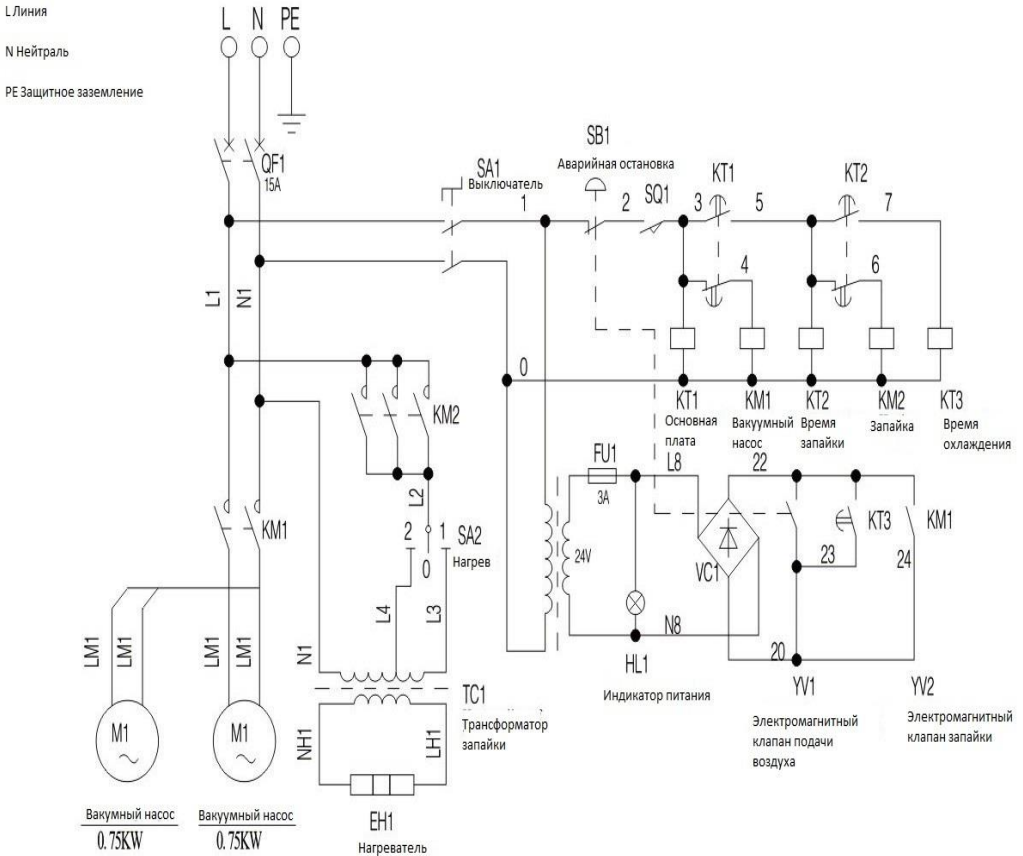 L Линия
N Нейтраль
PE Защитное заземление
L N PE
QF1
15A
SA1
Выключатель
1
SB1
Аварийная остановка
2
SQ1
KT1
3
5
4
KT2
7
6
L1
N1
0
KM2
KT1
Основная
плата
KM1
Вакуумный
насос
KT2
Время
запайки
KM2
Запайка
KT3
Время
охлаждения
L2
2
1
0
SA2
Нагрев
KM1
L4
L3
FU1
3A
L8
22
24V
VC1
KT3
KM1
23
24
N8
20
HL1
Индикатор питания
YV1
Электромагнитный
клапан подачи
воздуха
YV2
Электромагнитный
клапан запайки
LM1
LM1
LM1
LM1
N1
TC1
Трансформатор
запайки
M1
M1
NH1
LH1
EH1
Нагреватель
Вакумный насос
0. 75KW
Вакуумный насос
0. 75KW